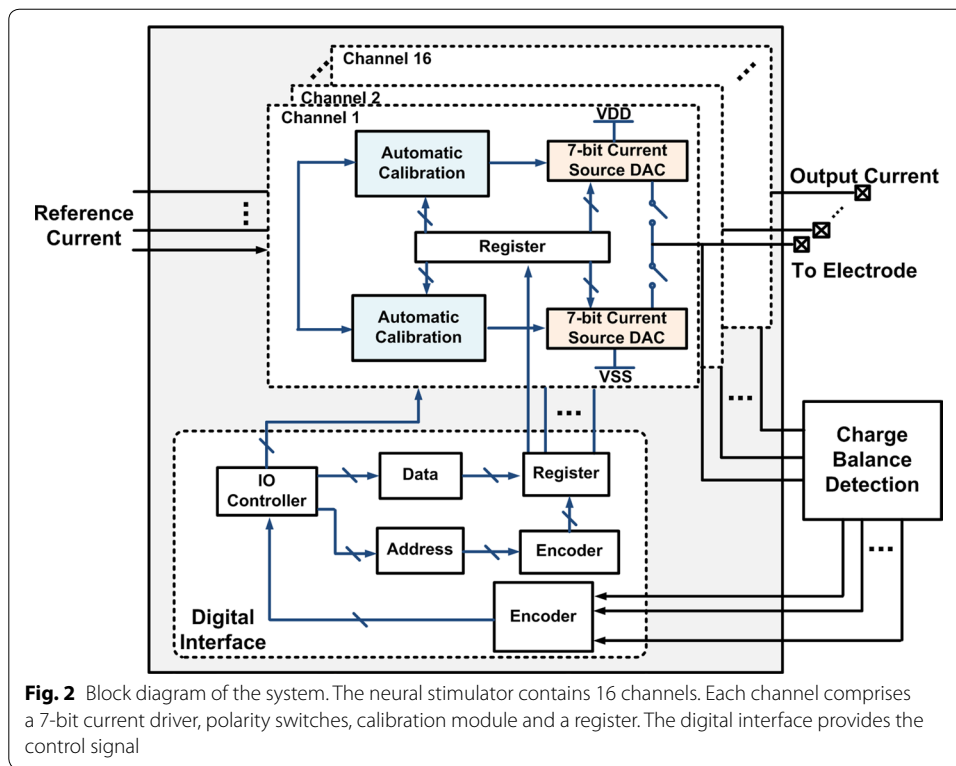 Channel 16
Channel 2
Channel 1
VDD
Automatic
Calibration
7-bit Current
Source DAC
Output Current
Reference
Current
Register
To Electrode
Automatic
Calibration
7-bit Current
Source DAC
VSS
IO
Controller
Data
Register
Charge
Balance
Detection
Address
Encoder
Digital
Interface
Encoder
Fig. 2 Block diagram of the system. The neural stimulator contains 16 channels. Each channel comprises
a 7-bit current driver, polarity switches, calibration module and a register. The digital interface provides the
control signal